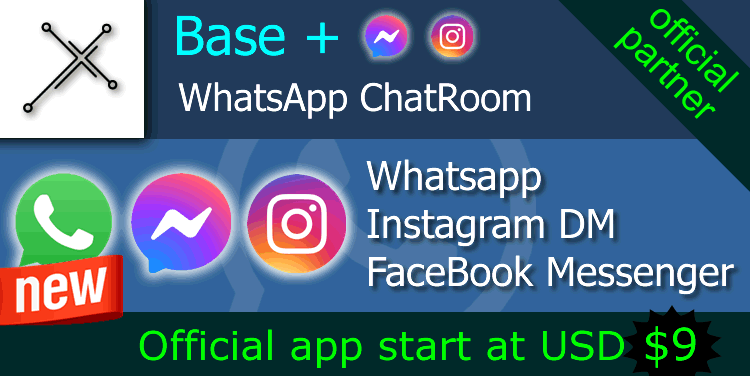 Base +
official
partner
WhatsApp ChatRoom
Whatsapp
Instagram DM
FaceBook Messenger
new
Official app start at USD $9